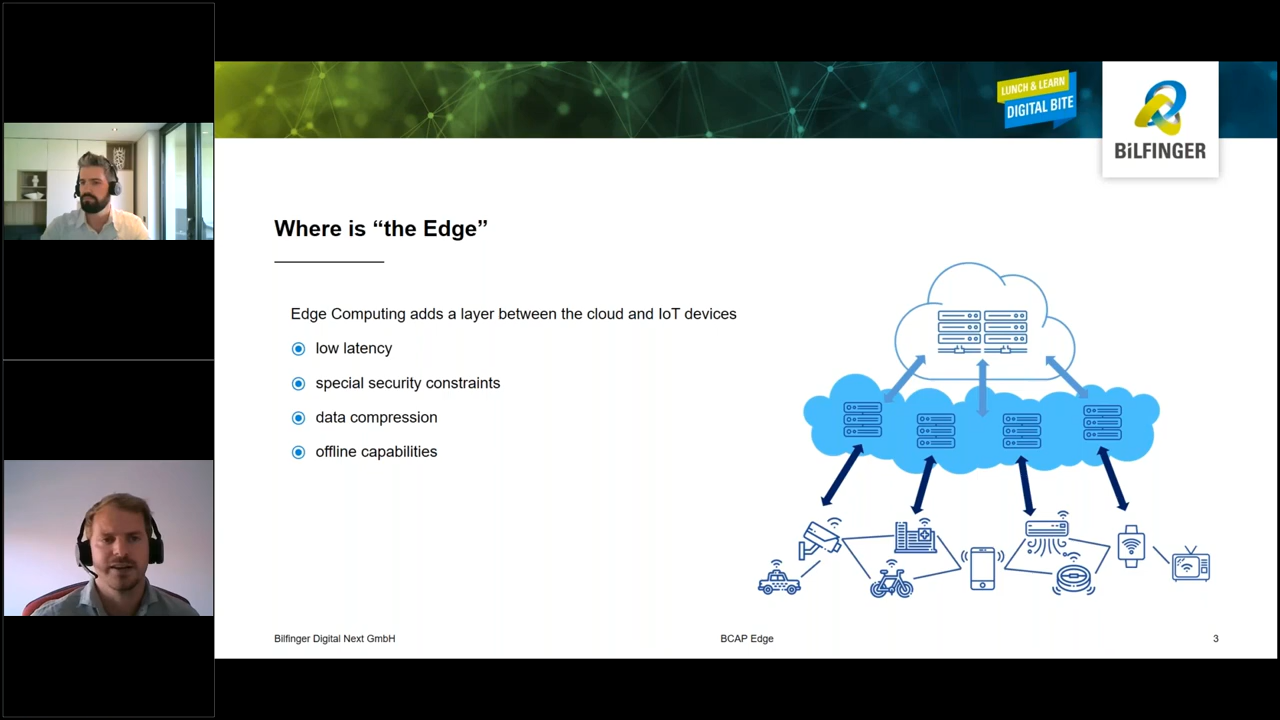 LUNCH & LEARN
DIGITAL BITE
BiLFINGER
Where is “the Edge”
Edge Computing adds a layer between the cloud and IoT devices
low latency
special security constraints
data compression
offline capabilities
Bilfinger Digital Next GmbH
BCAP Edge
3